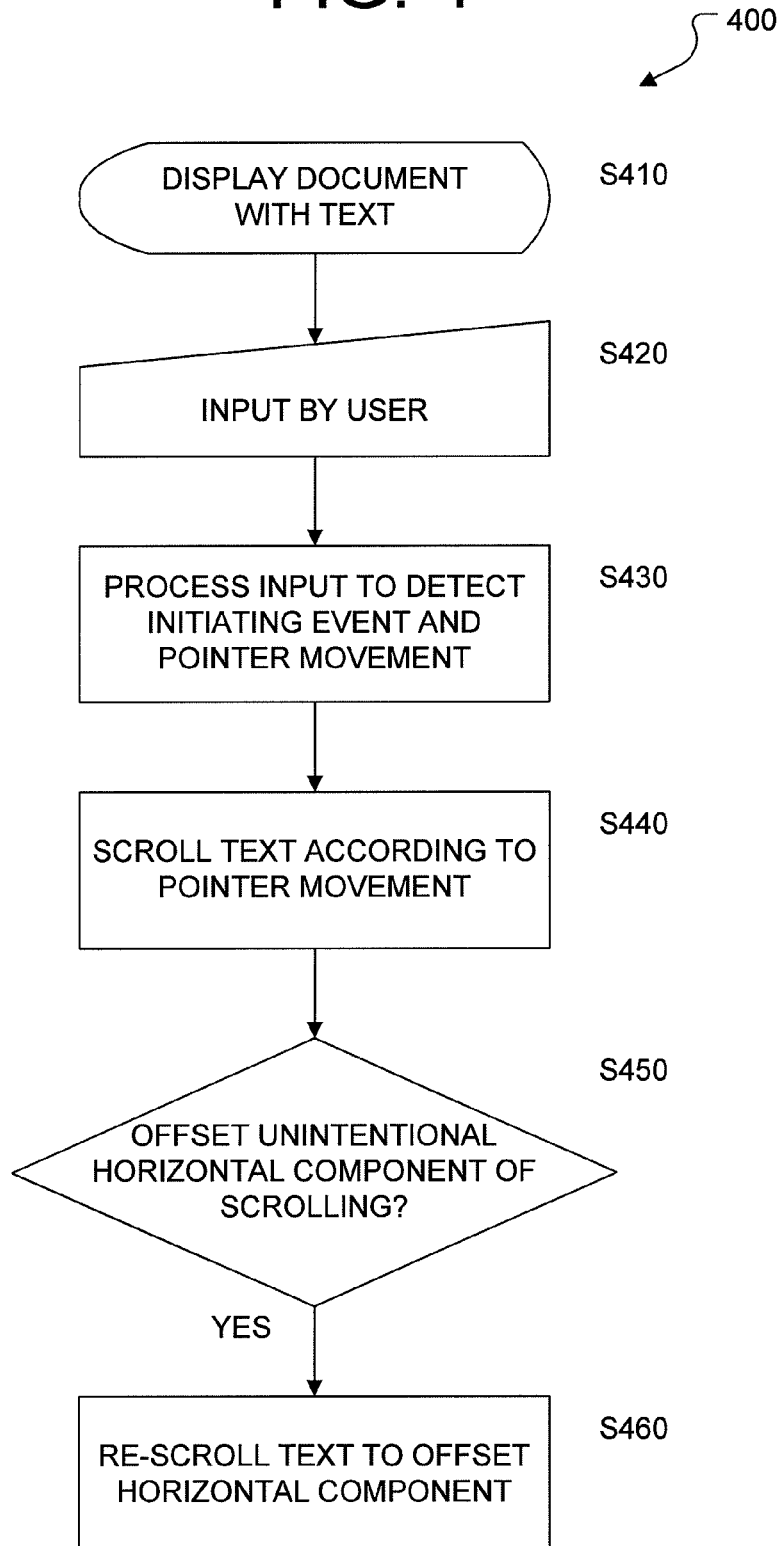 400
DISPLAY DOCUMENT
WITH TEXT
S410
INPUT BY USER
S420
PROCESS INPUT TO DETECT
INITIATING EVENT AND
POINTER MOVEMENT
S430
SCROLL TEXT ACCORDING TO
POINTER MOVEMENT
S440
OFFSET UNINTENTIONAL
HORIZONTAL COMPONENT OF
SCROLLING?
S450
YES
RE-SCROLL TEXT TO OFFSET
HORIZONTAL COMPONENT
S460